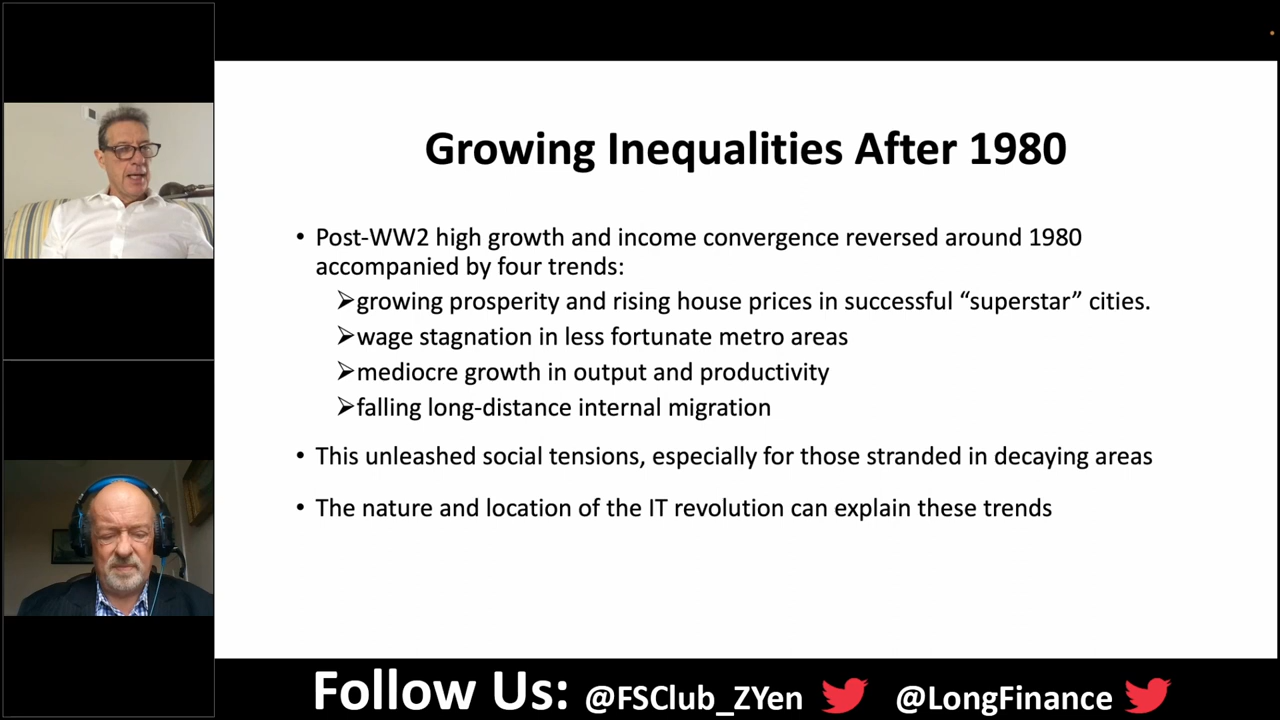 Growing Inequalities After 1980
• Post-WW2 high growth and income convergence reversed around 1980
accompanied by four trends:
➢growing prosperity and rising house prices in successful “superstar” cities.
➢wage stagnation in less fortunate metro areas
➢mediocre growth in output and productivity
➢falling long-distance internal migration
• This unleashed social tensions, especially for those stranded in decaying areas
• The nature and location of the IT revolution can explain these trends
Follow Us: @FSClub_ZYen @LongFinance